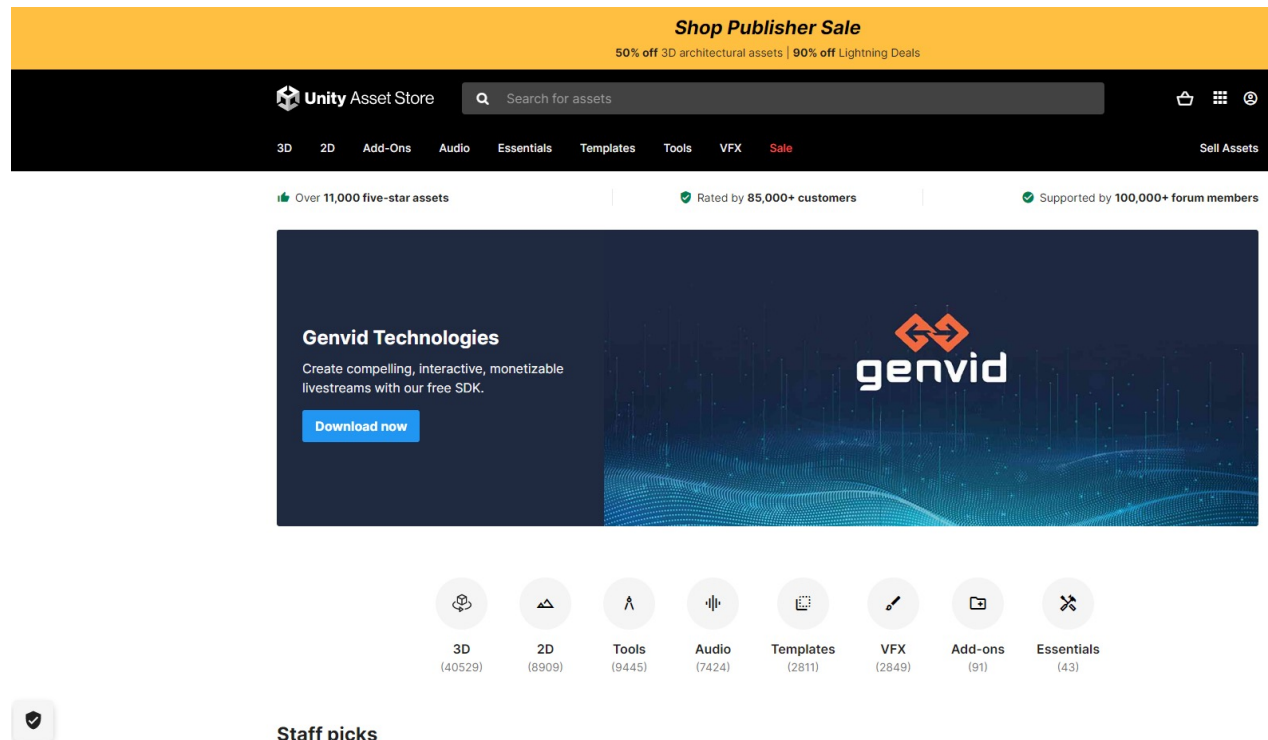 Shop Publisher Sale
50% off 3D architectural assets | 90% off Lightning Deals
Unity Asset Store
Search for assets
3D 2D Add-Ons Audio Essentials Templates Tools VFX Sale Sell Assets
Over 11,000 five-star assets Rated by 85,000+ customers Supported by 100,000+ forum members
Genvid Technologies
Create compelling, interactive, monetizable
livestreams with our free SDK.
Download now
genvid
3D 2D Tools Audio Templates VFX Add-ons Essentials
(40529) (8909) (9445) (7424) (2811) (2849) (91) (43)
Staff picks